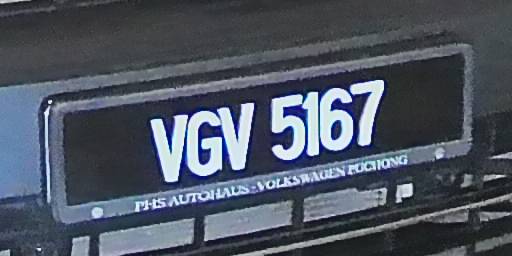 VGV 5167
PHS AUTOHAUS - VOLKSWAGEN PUCHONG